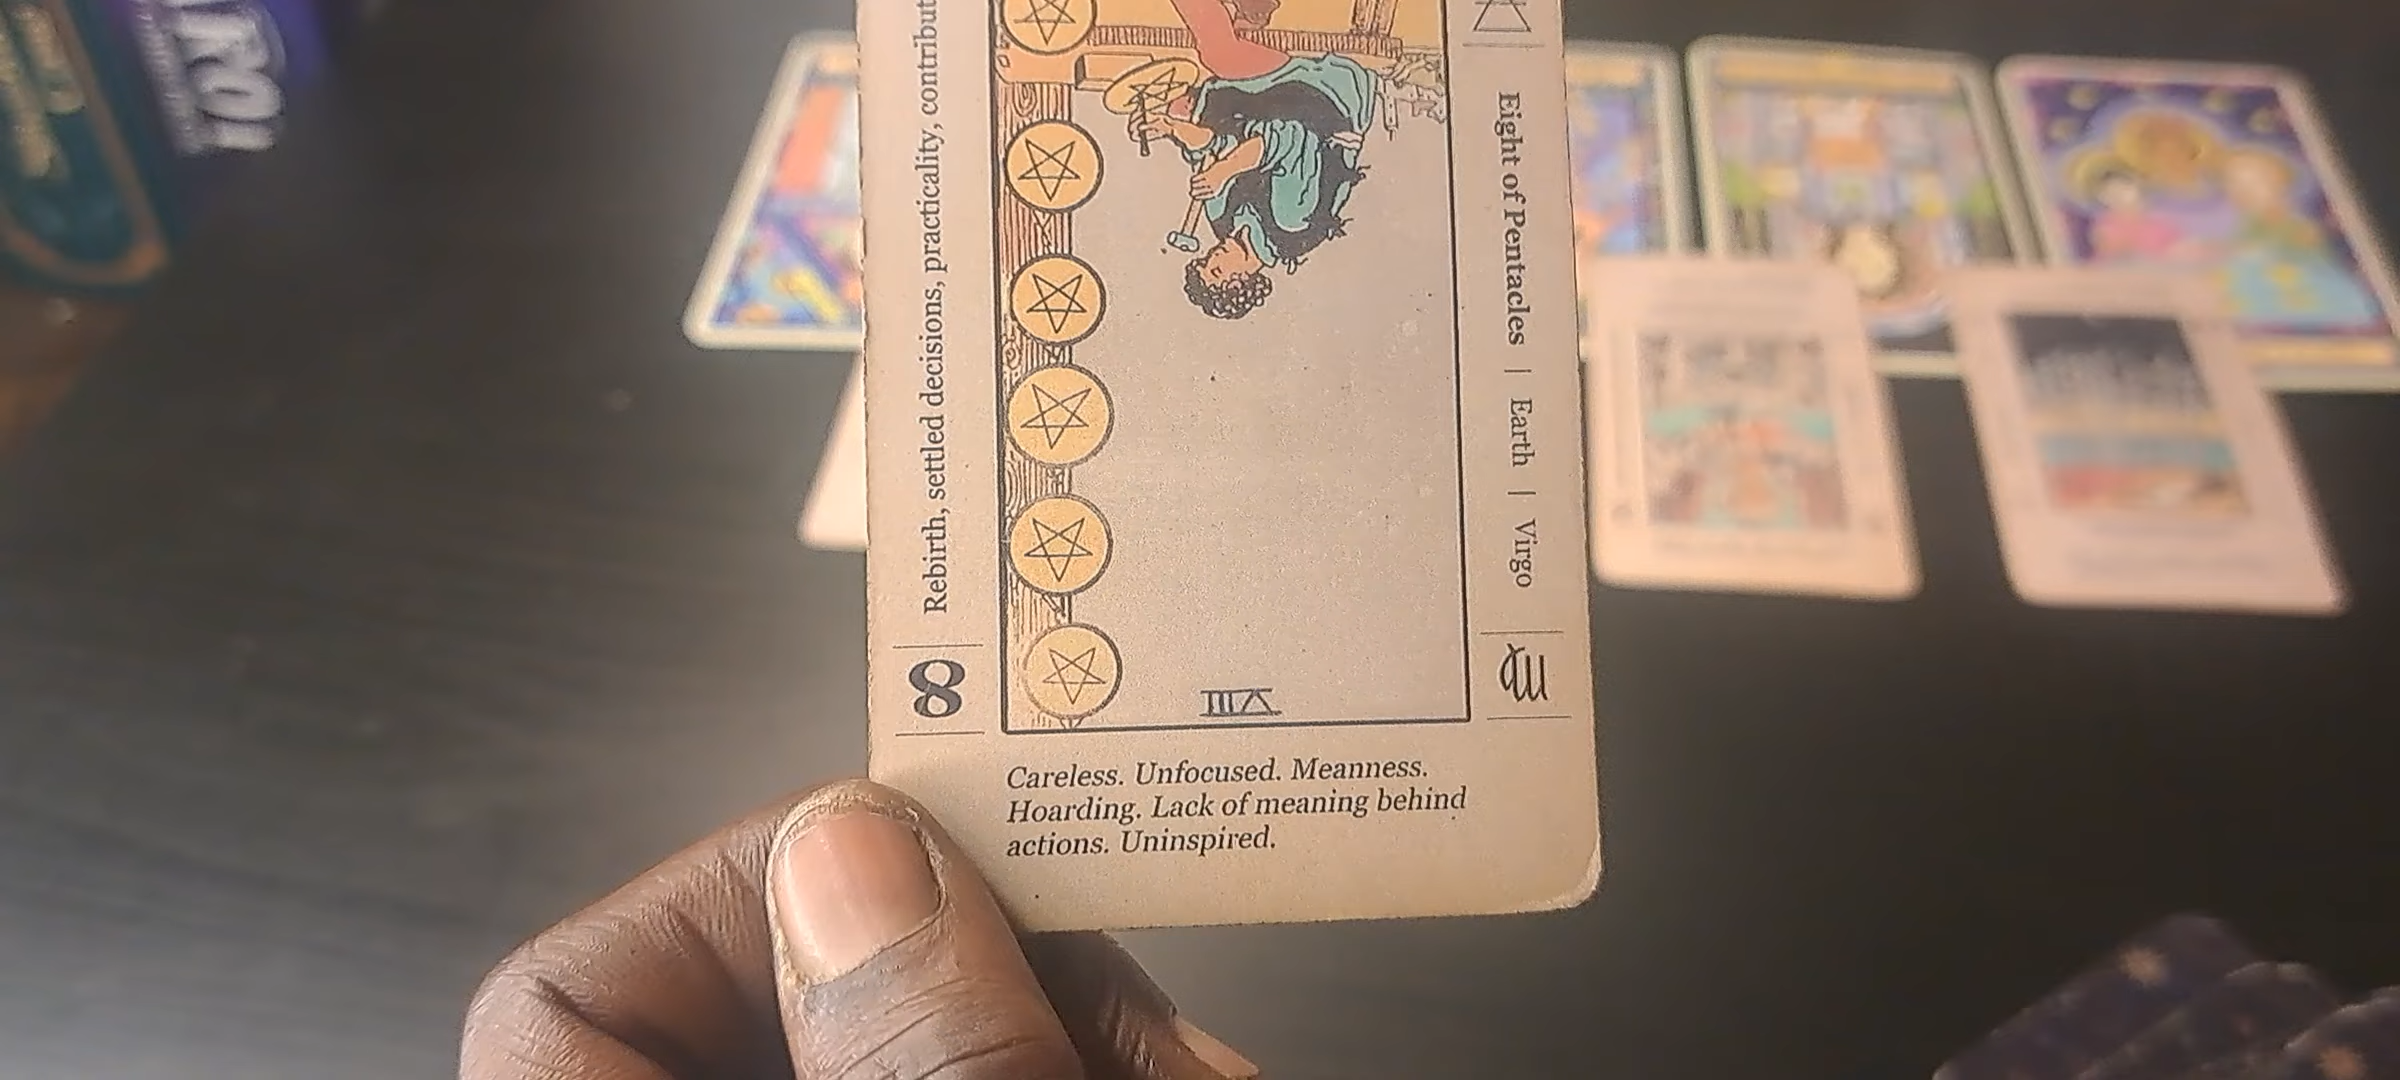 Rebirth, settled decisions, practicality,
8
Eight of Pentacles | Earth | Virgo
VIII
Careless. Unfocused. Meanness.
Hoarding. Lack of meaning behind
actions. Uninspired.